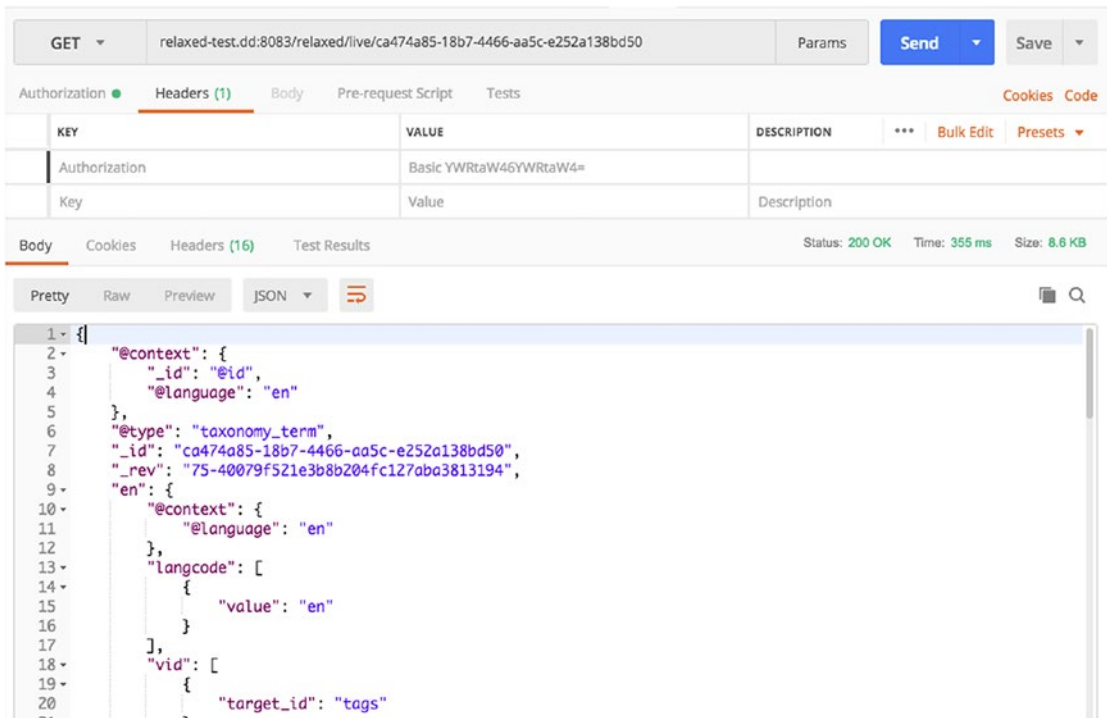 GET relaxed-test.dd:8083/relaxed/live/ca474a85-18b7-4466-aa5c-e252a138bd50 Params Send Save
Authorization Headers (1) Body Pre-request Script Tests Cookies Code
KEY VALUE DESCRIPTION ••• Bulk Edit Presets
Authorization Basic YWRtaW46YWRtaW4=
Key Value Description
Body Cookies Headers (16) Test Results Status: 200 OK Time: 355 ms Size: 8.6 KB
Pretty Raw Preview JSON
1 {
2 "@context": {
3 "_id": "@id",
4 "@language": "en"
5 },
6 "@type": "taxonomy_term",
7 "_id": "ca474a85-18b7-4466-aa5c-e252a138bd50",
8 "_rev": "75-40079f521e3b8b204fc127aba3813194",
9 "en": {
10 "@context": {
11 "@language": "en"
12 },
13 "langcode": [
14 {
15 "value": "en"
16 }
17 ],
18 "vid": [
19 {
20 "target_id": "tags"